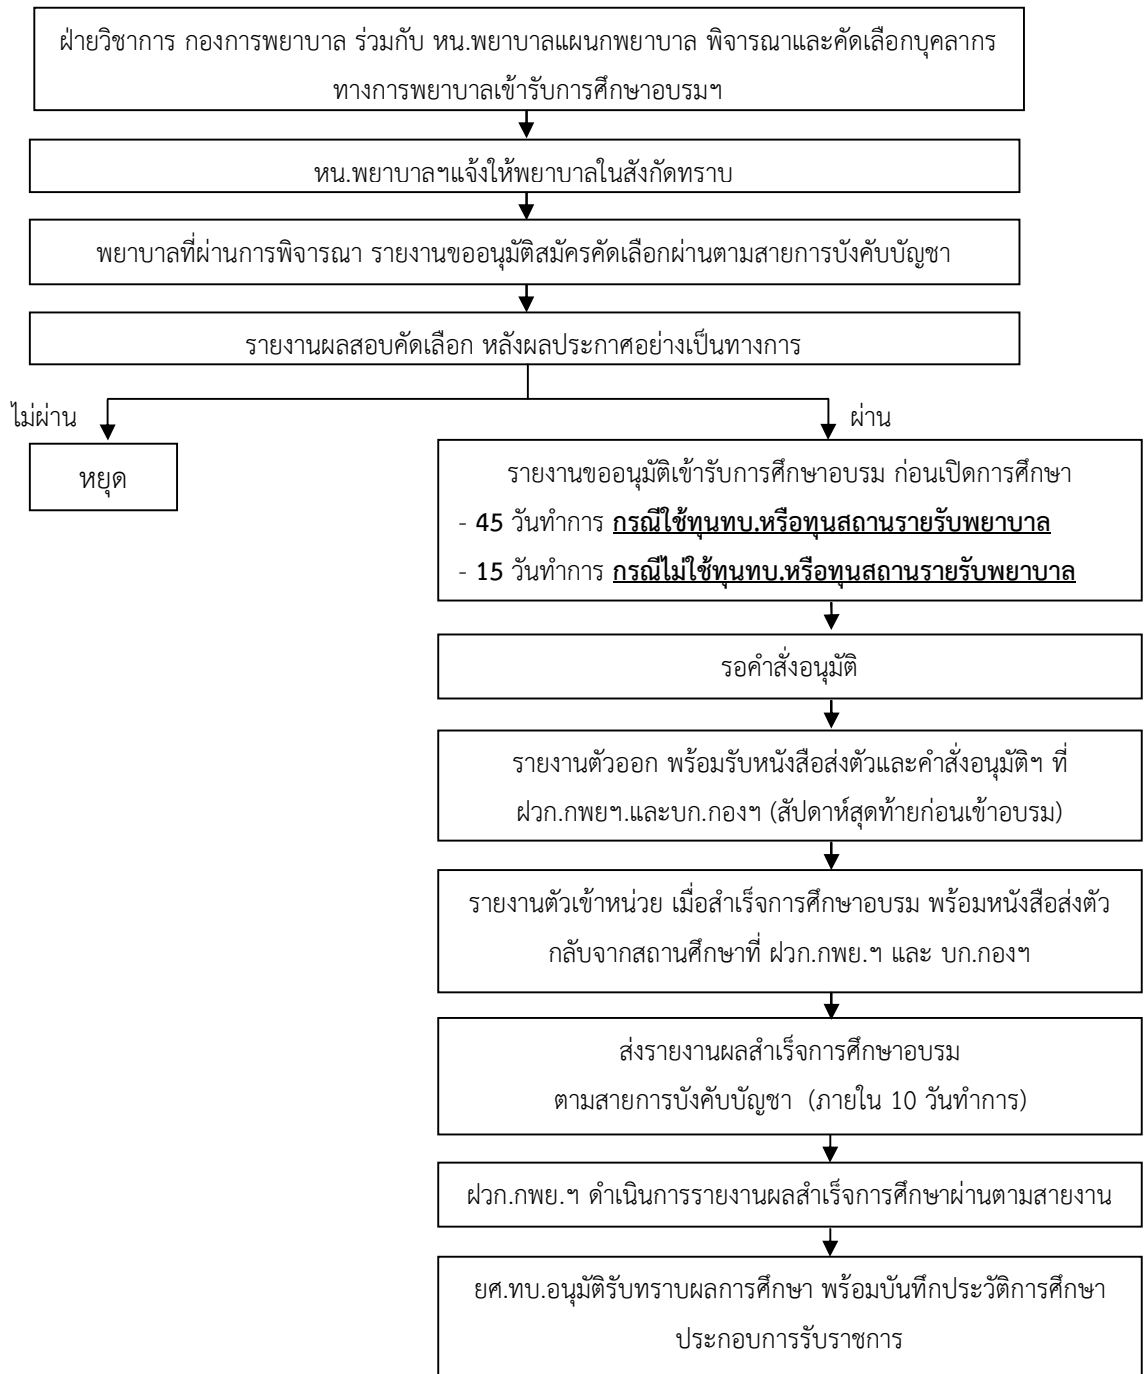 ฝ่ายวิชาการ กองการพยาบาล ร่วมกับ หน.พยาบาลแผนกพยาบาล พิจารณาและคัดเลือกบุคลากร
ทางการพยาบาลเข้ารับการศึกษาอบรมฯ
หน.พยาบาลฯแจ้งให้พยาบาลในสังกัดทราบ
พยาบาลที่ผ่านการพิจารณา รายงานขออนุมัติสมัครคัดเลือกผ่านตามสายการบังคับบัญชา
รายงานผลสอบคัดเลือก หลังผลประกาศอย่างเป็นทางการ
ไม่ผ่าน
ผ่าน
หยุด
รายงานขออนุมัติเข้ารับการศึกษาอบรม ก่อนเปิดการศึกษา
- 45 วันทำการ กรณีใช้ทุนทบ.หรือทุนสถานรายรับพยาบาล
- 15 วันทำการ กรณีไม่ใช้ทุนทบ.หรือทุนสถานรายรับพยาบาล
รอคำสั่งอนุมัติ
รายงานตัวออก พร้อมรับหนังสือส่งตัวและคำสั่งอนุมัติฯ ที่
ฝวก.กพยฯ.และบก.กองฯ (สัปดาห์สุดท้ายก่อนเข้าอบรม)
รายงานตัวเข้าหน่วย เมื่อสำเร็จการศึกษาอบรม พร้อมหนังสือส่งตัว
กลับจากสถานศึกษาที่ ฝวก.กพย.ฯ และ บก.กองฯ
ส่งรายงานผลสำเร็จการศึกษาอบรม
ตามสายการบังคับบัญชา (ภายใน 10 วันทำการ)
ฝวก.กพย.ฯ ดำเนินการรายงานผลสำเร็จการศึกษาผ่านตามสายงาน
ยศ.ทบ.อนุมัติรับทราบผลการศึกษา พร้อมบันทึกประวัติการศึกษา
ประกอบการรับราชการ